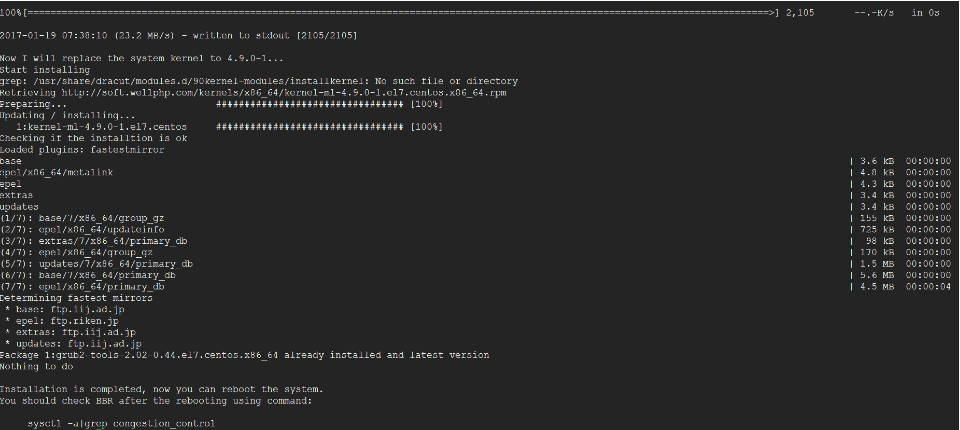 100%[=============================================================================================================================>] 2,105       --.-K/s   in 0s
2017-01-19 07:38:10 (23.2 MB/s) - written to stdout [2105/2105]
Now I will replace the system kernel to 4.9.0-1...
Start installing
grep: /usr/share/dracut/modules.d/90kernel-modules/installkernel: No such file or directory
Retrieving http://soft.wellphp.com/kernels/x86_64/kernel-ml-4.9.0-1.el7.centos.x86_64.rpm
Preparing...                          ################################# [100%]
Updating / installing...
   1:kernel-ml-4.9.0-1.el7.centos     ################################# [100%]
Checking if the installtion is ok
Loaded plugins: fastestmirror
base | 3.6 kB 00:00:00
epel/x86_64/metalink | 4.8 kB 00:00:00
epel | 4.3 kB 00:00:00
extras | 3.4 kB 00:00:00
updates | 3.4 kB 00:00:00
(1/7): base/7/x86_64/group_gz | 155 kB 00:00:00
(2/7): epel/x86_64/updateinfo | 725 kB 00:00:00
(3/7): extras/7/x86_64/primary_db | 98 kB 00:00:00
(4/7): epel/x86_64/group_gz | 170 kB 00:00:00
(5/7): updates/7/x86_64/primary_db | 1.5 MB 00:00:00
(6/7): base/7/x86_64/primary_db | 5.6 MB 00:00:00
(7/7): epel/x86_64/primary_db | 4.5 MB 00:00:04
Determining fastest mirrors
 * base: ftp.iij.ad.jp
 * epel: ftp.riken.jp
 * extras: ftp.iij.ad.jp
 * updates: ftp.iij.ad.jp
Package 1:grub2-tools-2.02-0.44.el7.centos.x86_64 already installed and latest version
Nothing to do
Installation is completed, now you can reboot the system.
You should check BBR after the rebooting using command:
sysctl -a|grep congestion_control